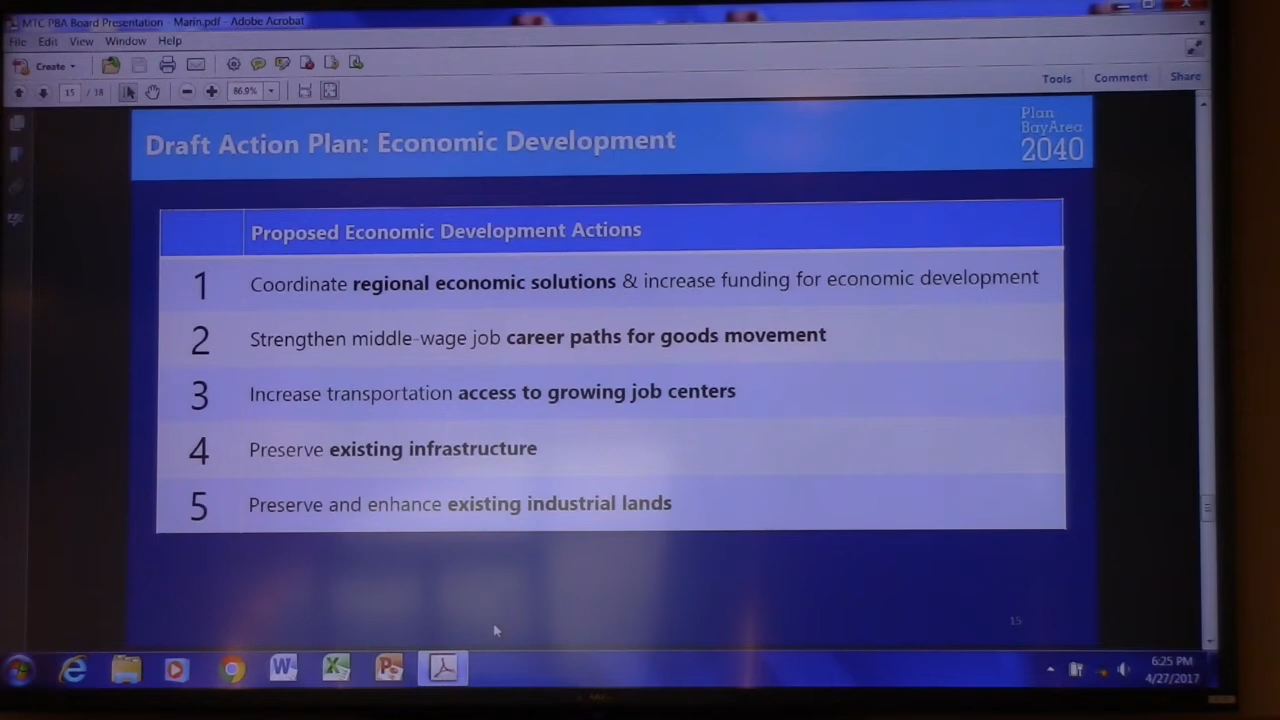 MTC PBA Board Presentation - Marin.pdf - Adobe Acrobat
File Edit View Window Help
Create
Tools Comment Share
15 / 18 86.9%
Draft Action Plan: Economic Development
Plan
BayArea
2040
Proposed Economic Development Actions
1 Coordinate regional economic solutions & increase funding for economic development
2 Strengthen middle-wage job career paths for goods movement
3 Increase transportation access to growing job centers
4 Preserve existing infrastructure
5 Preserve and enhance existing industrial lands
15
6:25 PM
4/27/2017